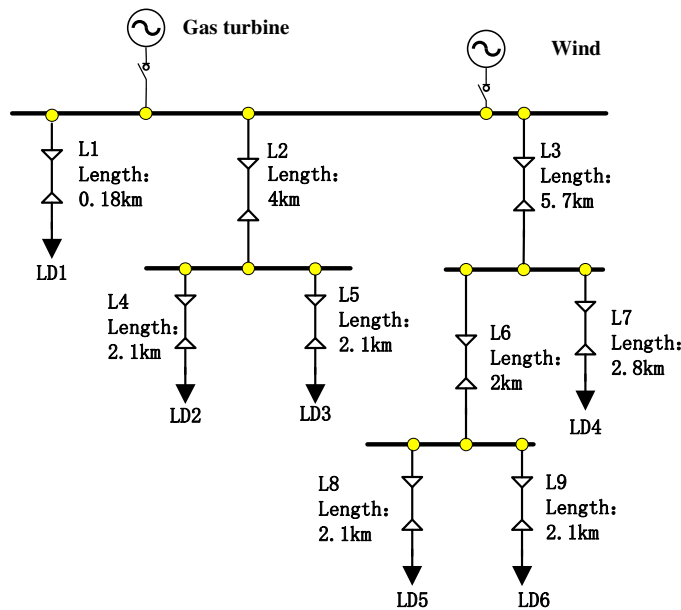 Gas turbine
Wind
L1
Length:
0.18km
L2
Length:
4km
L3
Length:
5.7km
LD1
L4
Length:
2.1km
L5
Length:
2.1km
L6
Length:
2km
L7
Length:
2.8km
LD2
LD3
LD4
L8
Length:
2.1km
L9
Length:
2.1km
LD5
LD6